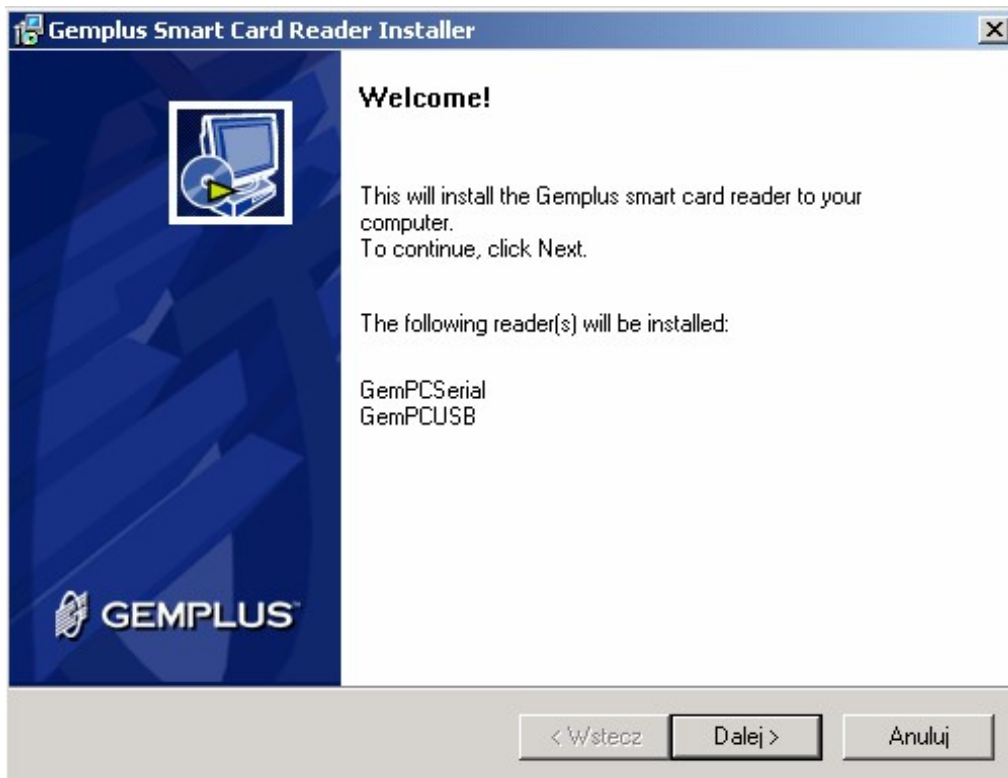 Gemplus Smart Card Reader Installer
Welcome!
This will install the Gemplus smart card reader to your
computer.
To continue, click Next.
The following reader(s) will be installed:
GemPCSerial
GemPCUSB
GEMPLUS™
< Wstecz
Dalej >
Anuluj